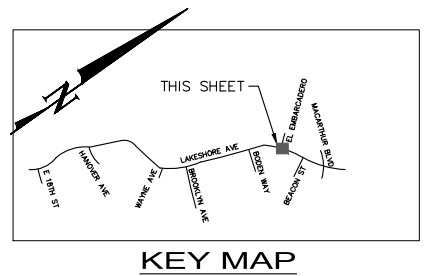 N
THIS SHEET
EL EMBARCADERO
MACARTHUR BLVD
LAKESHORE AVE
E 18TH ST
HANOVER AVE
WAYNE AVE
BROOKLYN AVE
BODEN WAY
BEACON ST
KEY MAP